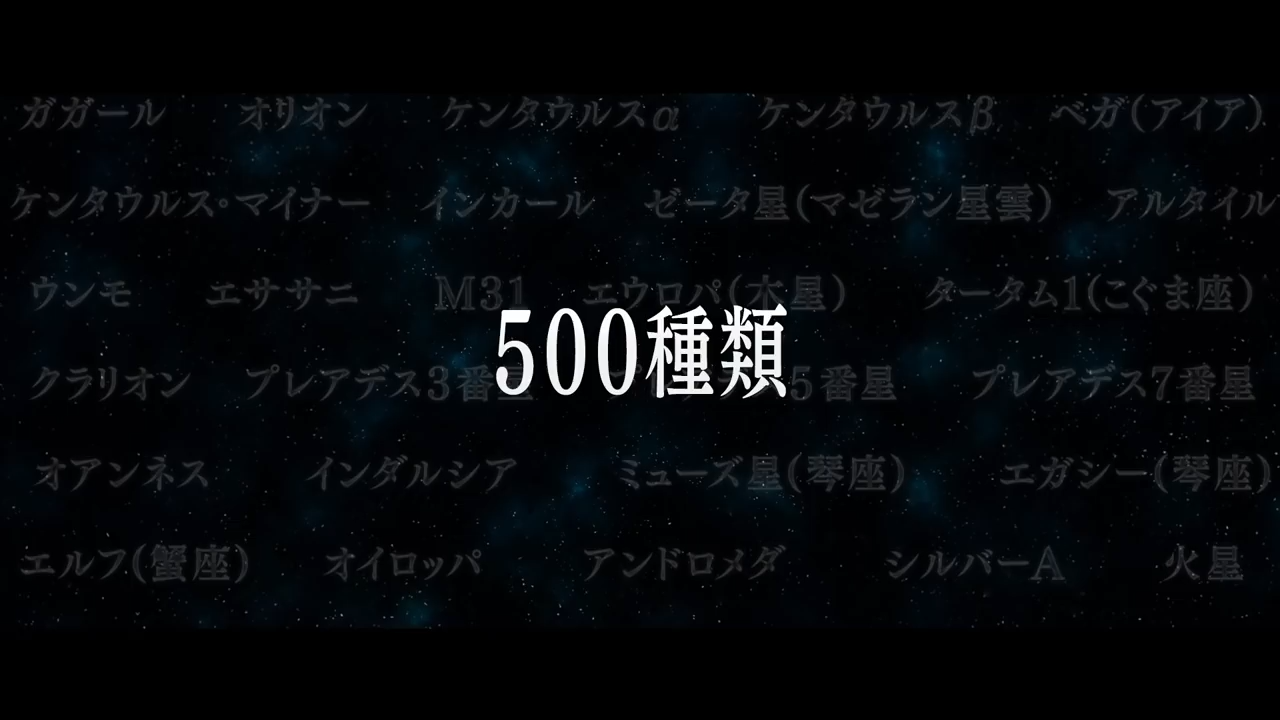 ガガール オリオン ケンタウルスα ケンタウルスβ ベガ(アイア)
ケンタウルス・マイナー インカール ゼータ星(マゼラン星雲) アルタイル
ウンモ エササニ M31 エウロパ(木星) タータム1(こぐま座)
500種類
クラリオン プレアデス3番星 プレアデス5番星 プレアデス7番星
オアンネス インダルシア ミューズ星(琴座) エガシー(琴座)
エルフ(蟹座) オイロッパ アンドロメダ シルバーA 火星